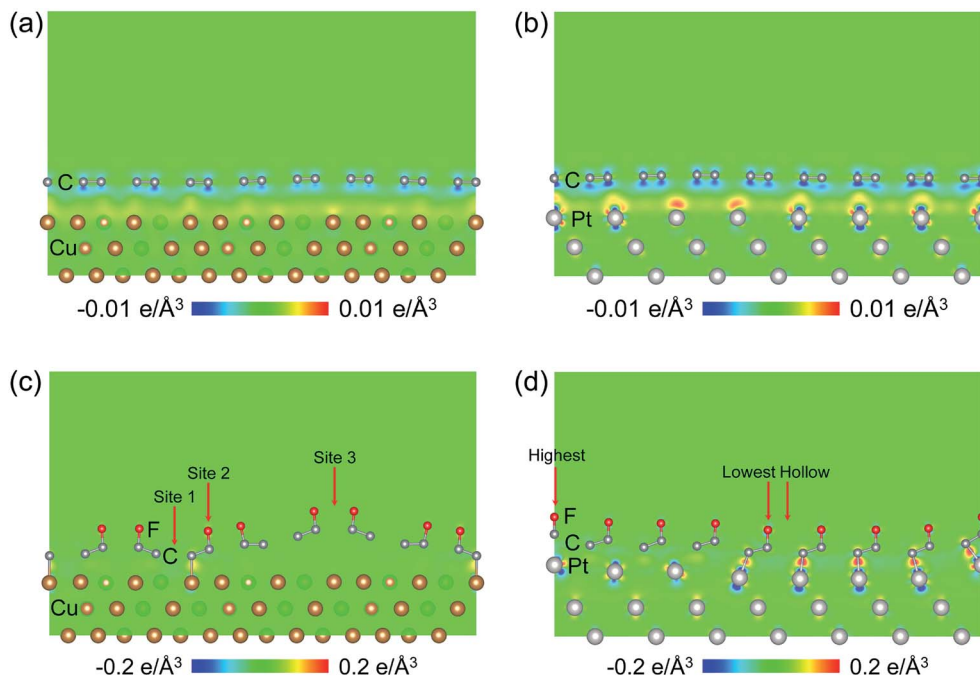 (a)
C
Cu
-0.01 e/Å³ 0.01 e/Å³
(b)
C
Pt
-0.01 e/Å³ 0.01 e/Å³
(c)
Site 3
Site 2
Site 1
F
C
Cu
-0.2 e/Å³ 0.2 e/Å³
(d)
Highest
Lowest Hollow
F
C
Pt
-0.2 e/Å³ 0.2 e/Å³